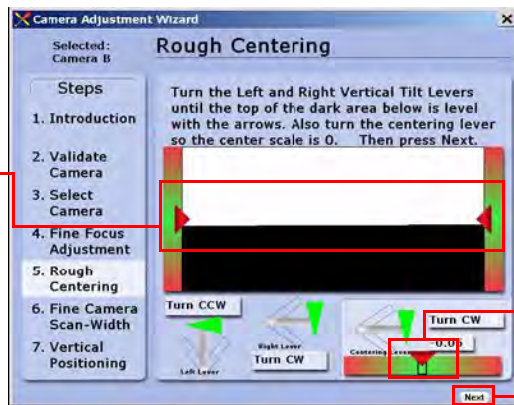 Camera Adjustment Wizard
Selected:
Camera B
Rough Centering
Steps
1. Introduction
2. Validate
Camera
3. Select
Camera
4. Fine Focus
Adjustment
5. Rough
Centering
6. Fine Camera
Scan-Width
7. Vertical
Positioning
Turn the Left and Right Vertical Tilt Levers
until the top of the dark area below is level
with the arrows. Also turn the centering lever
so the center scale is 0. Then press Next.
Turn CCW
Left Lever
Right Lever
Turn CW
Turn CW
Centering Lever
-0.05
Next